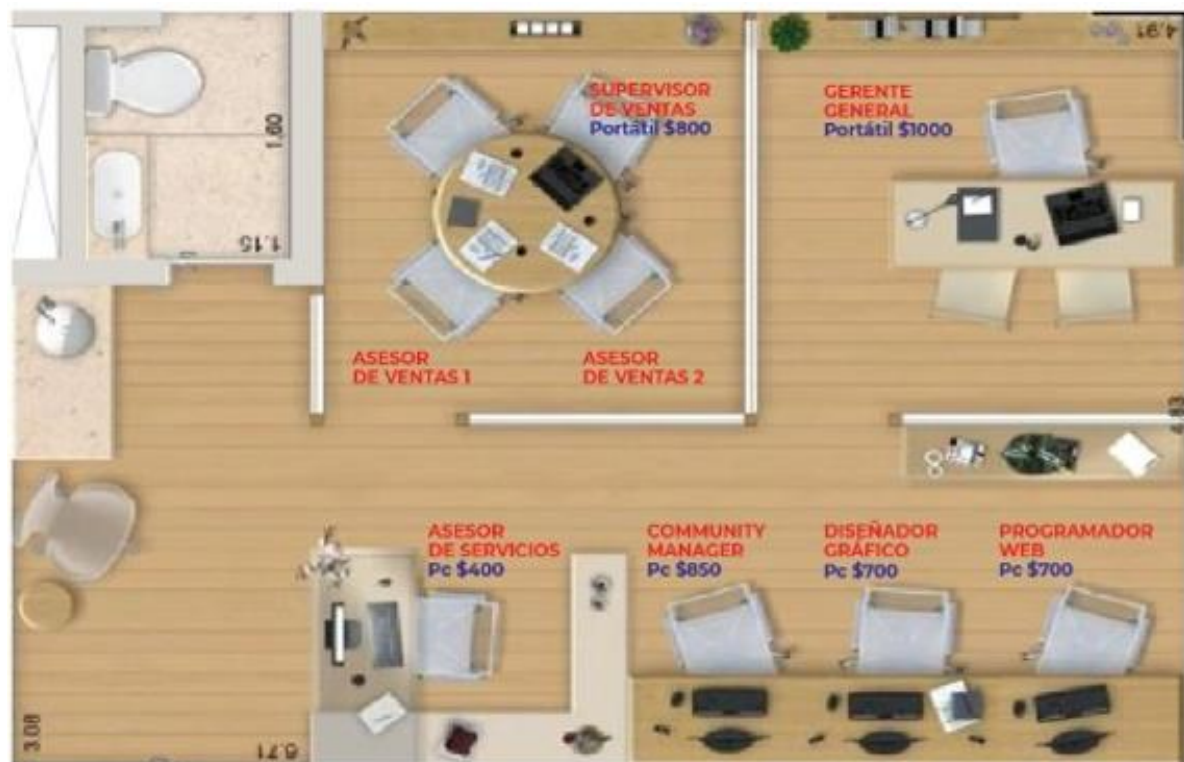 4.91
SUPERVISOR
DE VENTAS
Portátil $800
GERENTE
GENERAL
Portátil $1000
1.60
1.15
ASESOR
DE VENTAS 1
ASESOR
DE VENTAS 2
4.83
ASESOR
DE SERVICIOS
Pc $400
COMMUNITY
MANAGER
Pc $850
DISEÑADOR
GRÁFICO
Pc $700
PROGRAMADOR
WEB
Pc $700
3.08
6.71